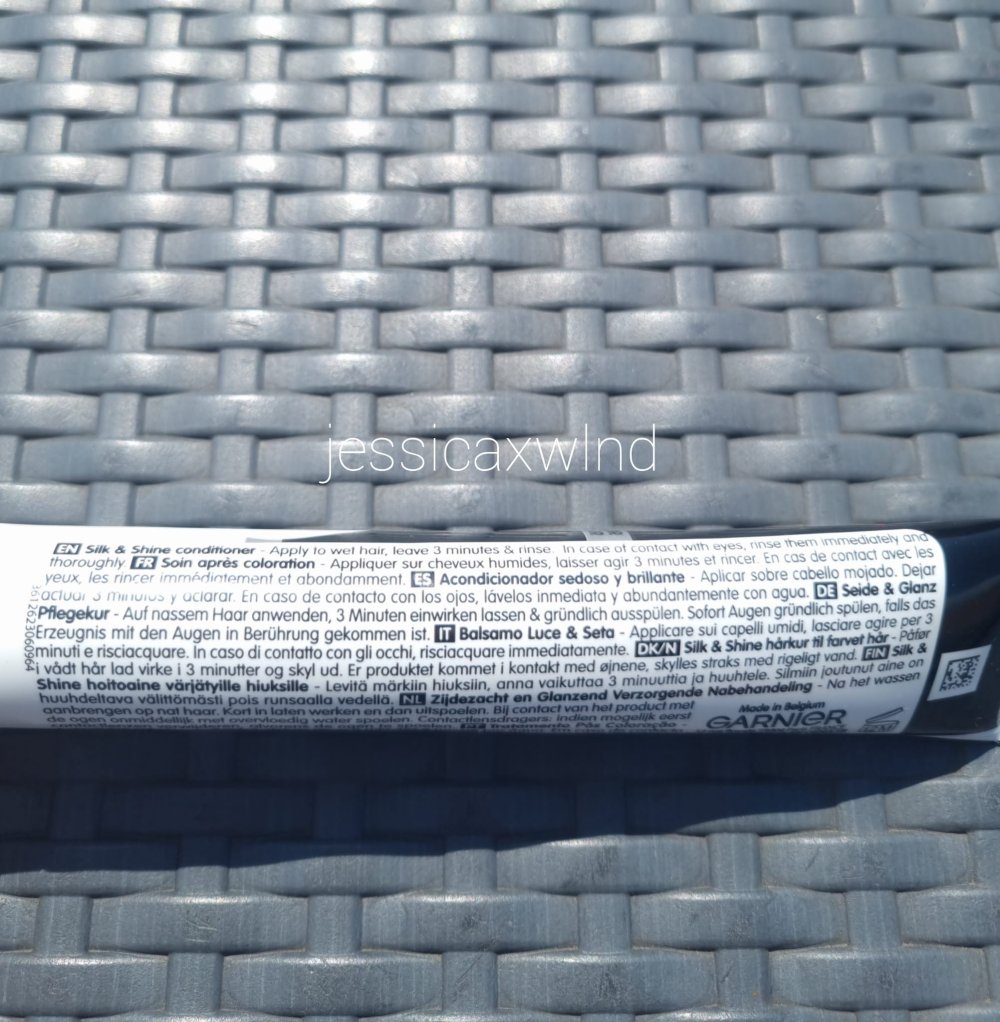 jessicaxwlnd
EN Silk & Shine conditioner - Apply to wet hair, leave 3 minutes & rinse. In case of contact with eyes, rinse them immediately and
thoroughly FR Soin après coloration - Appliquer sur cheveux humides, laisser agir 3 minutes et rincer. En cas de contact avec les
yeux, les rincer immédiatement et abondamment. ES Acondicionador sedoso y brillante - Aplicar sobre cabello mojado. Dejar
actuar 3 minutos y aclarar. En caso de contacto con los ojos, lávelos inmediata y abundantemente con agua. DE Seide & Glanz
Pflegekur - Auf nassem Haar anwenden, 3 Minuten einwirken lassen & gründlich ausspülen. Sofort Augen gründlich spülen, falls das
Erzeugnis mit den Augen in Berührung gekommen ist. IT Balsamo Luce & Seta - Applicare sui capelli umidi, lasciare agire per 3
minuti e risciacquare. In caso di contatto con gli occhi, risciacquare immediatamente. DK/N Silk & Shine hårkur til farvet hår - Påfør
i vådt hår lad virke i 3 minutter og skyl ud. Er produktet kommet i kontakt med øjnene, skylles straks med rigeligt vand. FIN Silk &
Shine hoitoaine värjätyille hiuksille - Levitä märkiin hiuksiin, anna vaikuttaa 3 minuuttia ja huuhtele. Silmiin joutunut aine on
huuhdeltava välittömästi pois runsaalla vedellä. NL Zijdezacht en Glanzend Verzorgende Nabehandeling - Na het wassen
aanbrengen op nat haar. Kort in laten werken en dan uitspoelen. Bij contact van het product met
de ogen onmiddellijk met overvloedig water spoelen. Contactlensdragers: indien mogelijk eerst
PT Tratamento Pós Coloração -
Made in Belgium
GARNIER